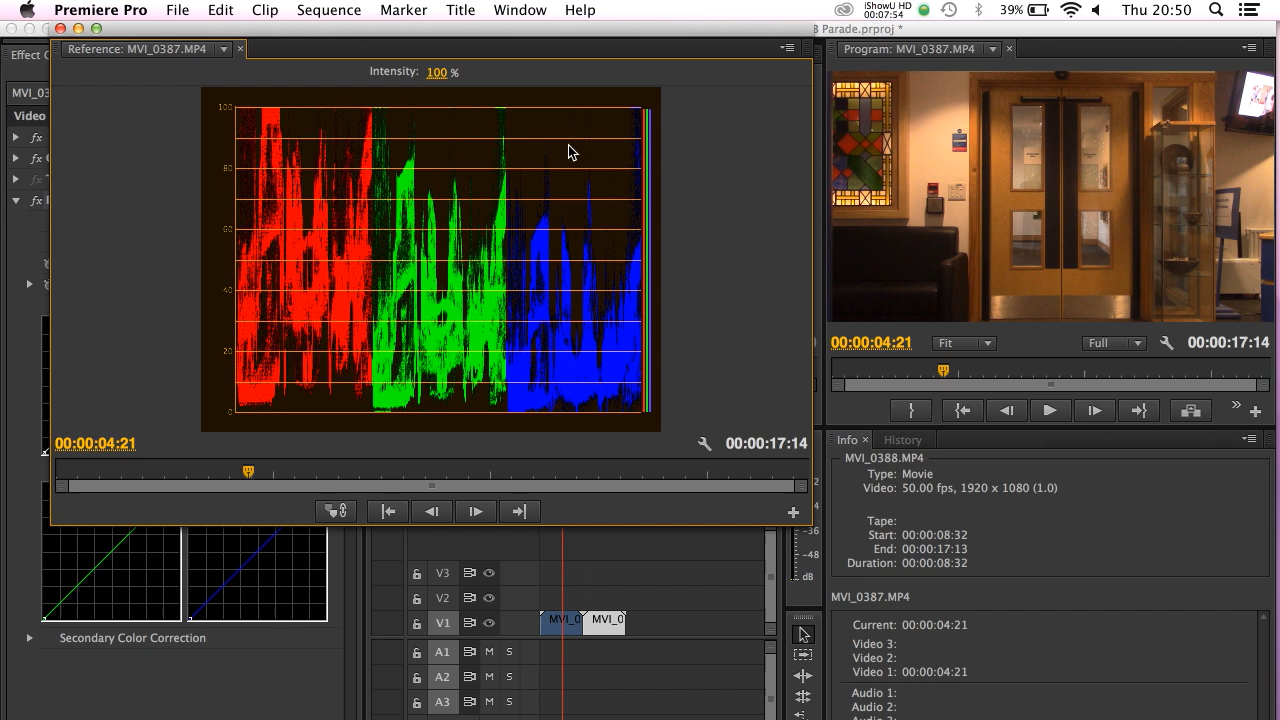 Premiere Pro File Edit Clip Sequence Marker Title Window Help iShowU HD 00:07:54 39% Thu 20:50
B Parade.prproj *
Effect C
Reference: MVI_0387.MP4
Program: MVI_0387.MP4
Intensity: 100 %
MVI_03
Video
fx
fx
fx
fx
100
80
60
40
20
0
00:00:04:21 00:00:17:14
00:00:04:21 Fit Full 00:00:17:14
Info History
MVI_0388.MP4
Type: Movie
Video: 50.00 fps, 1920 x 1080 (1.0)
Tape:
Start: 00:00:08:32
End: 00:00:17:13
Duration: 00:00:08:32
MVI_0387.MP4
Current: 00:00:04:21
Video 3:
Video 2:
Video 1: 00:00:04:21
Audio 1:
Audio 2:
-36
-48
dB
V3
V2
V1 MVI_0 MVI_0
A1 M S
A2 M S
A3 M S
Secondary Color Correction